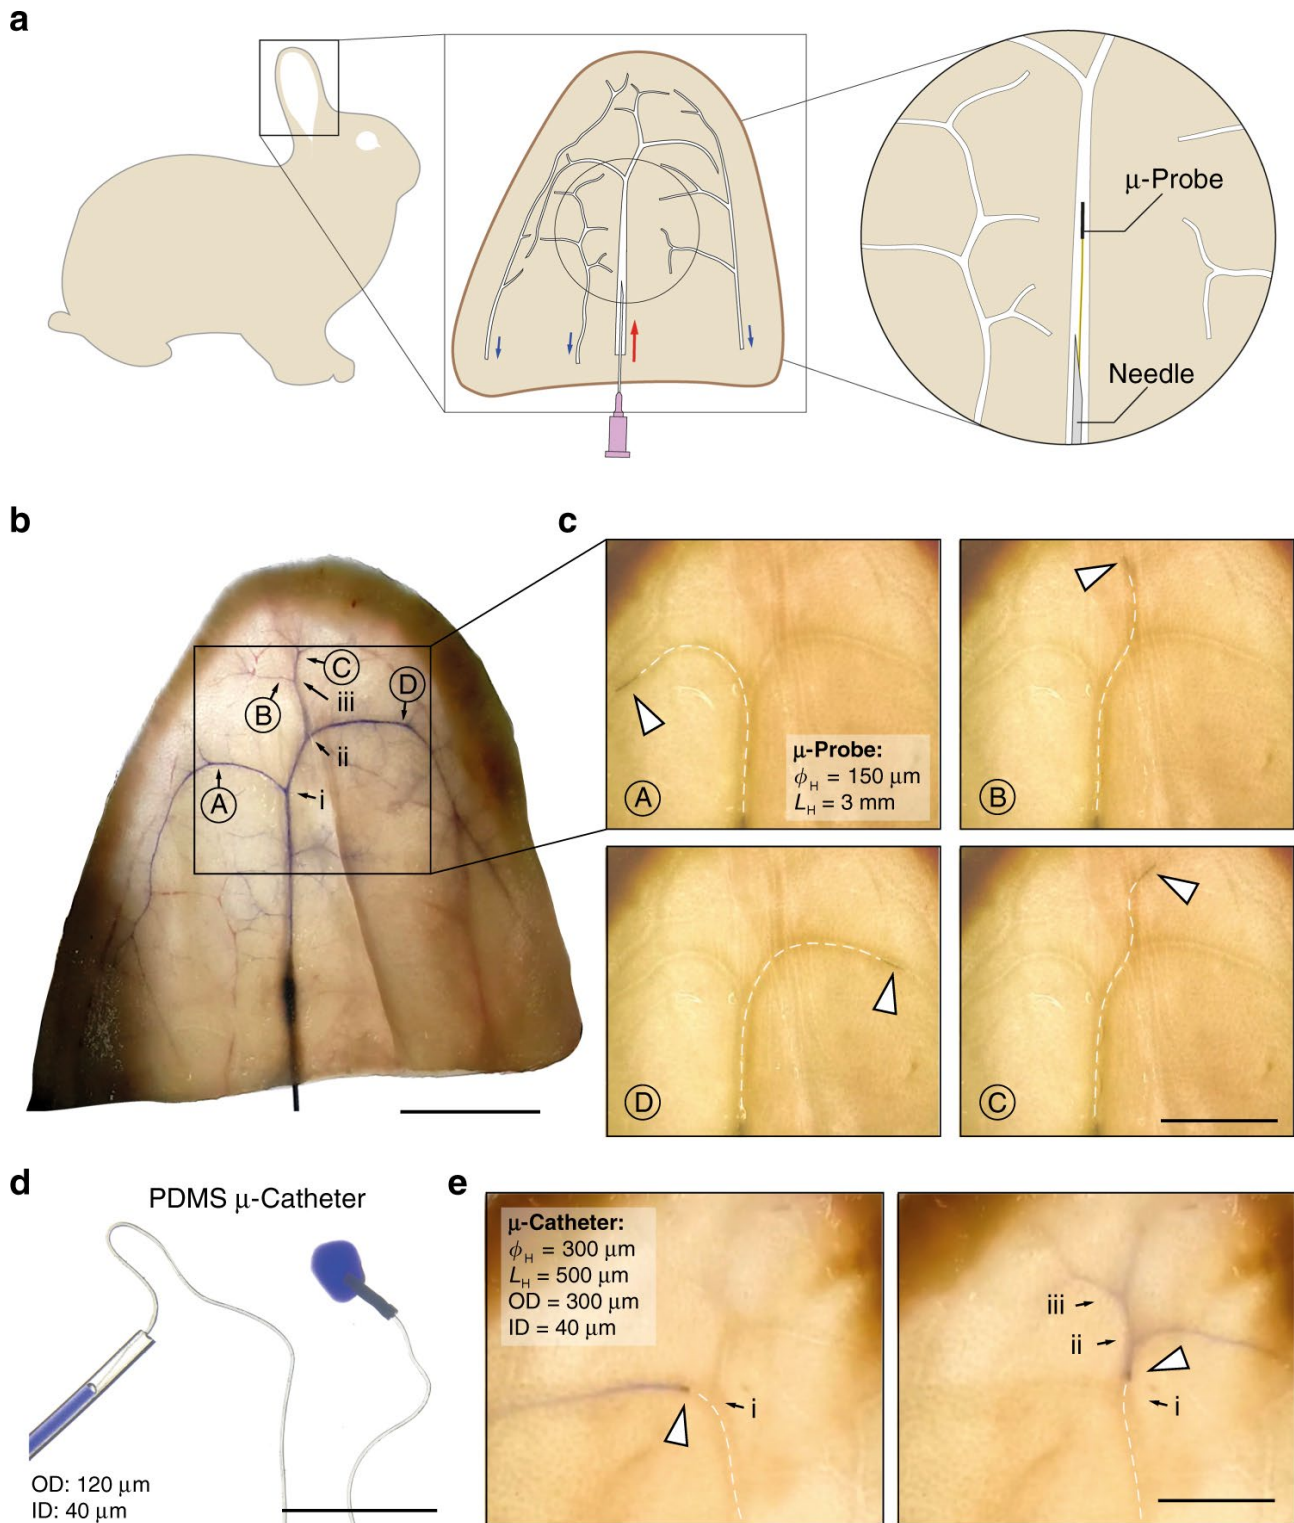 a
μ-Probe
Needle
b
C
D
B
iii
ii
A
i
c
μ-Probe:
ϕH = 150 μm
LH = 3 mm
A
B
D
C
d
PDMS μ-Catheter
OD: 120 μm
ID: 40 μm
e
μ-Catheter:
ϕH = 300 μm
LH = 500 μm
OD = 300 μm
ID = 40 μm
i
iii
ii
i